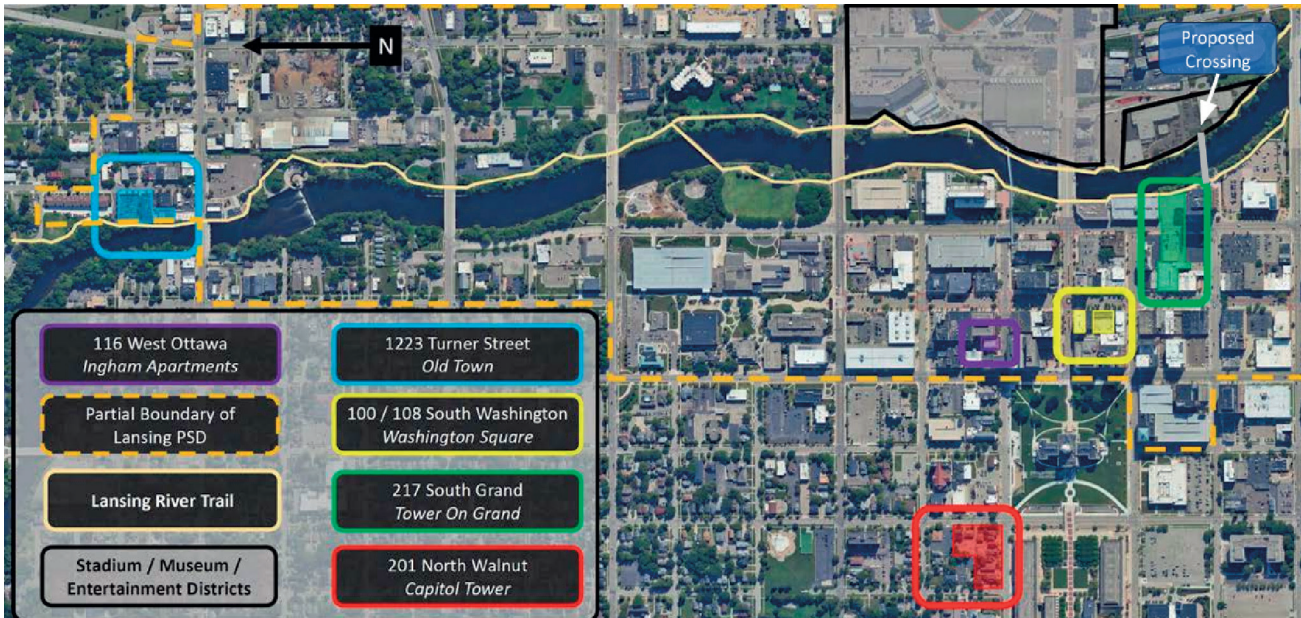 N
Proposed
Crossing
116 West Ottawa
Ingham Apartments
1223 Turner Street
Old Town
Partial Boundary of
Lansing PSD
100 / 108 South Washington
Washington Square
Lansing River Trail
217 South Grand
Tower On Grand
Stadium / Museum /
Entertainment Districts
201 North Walnut
Capitol Tower